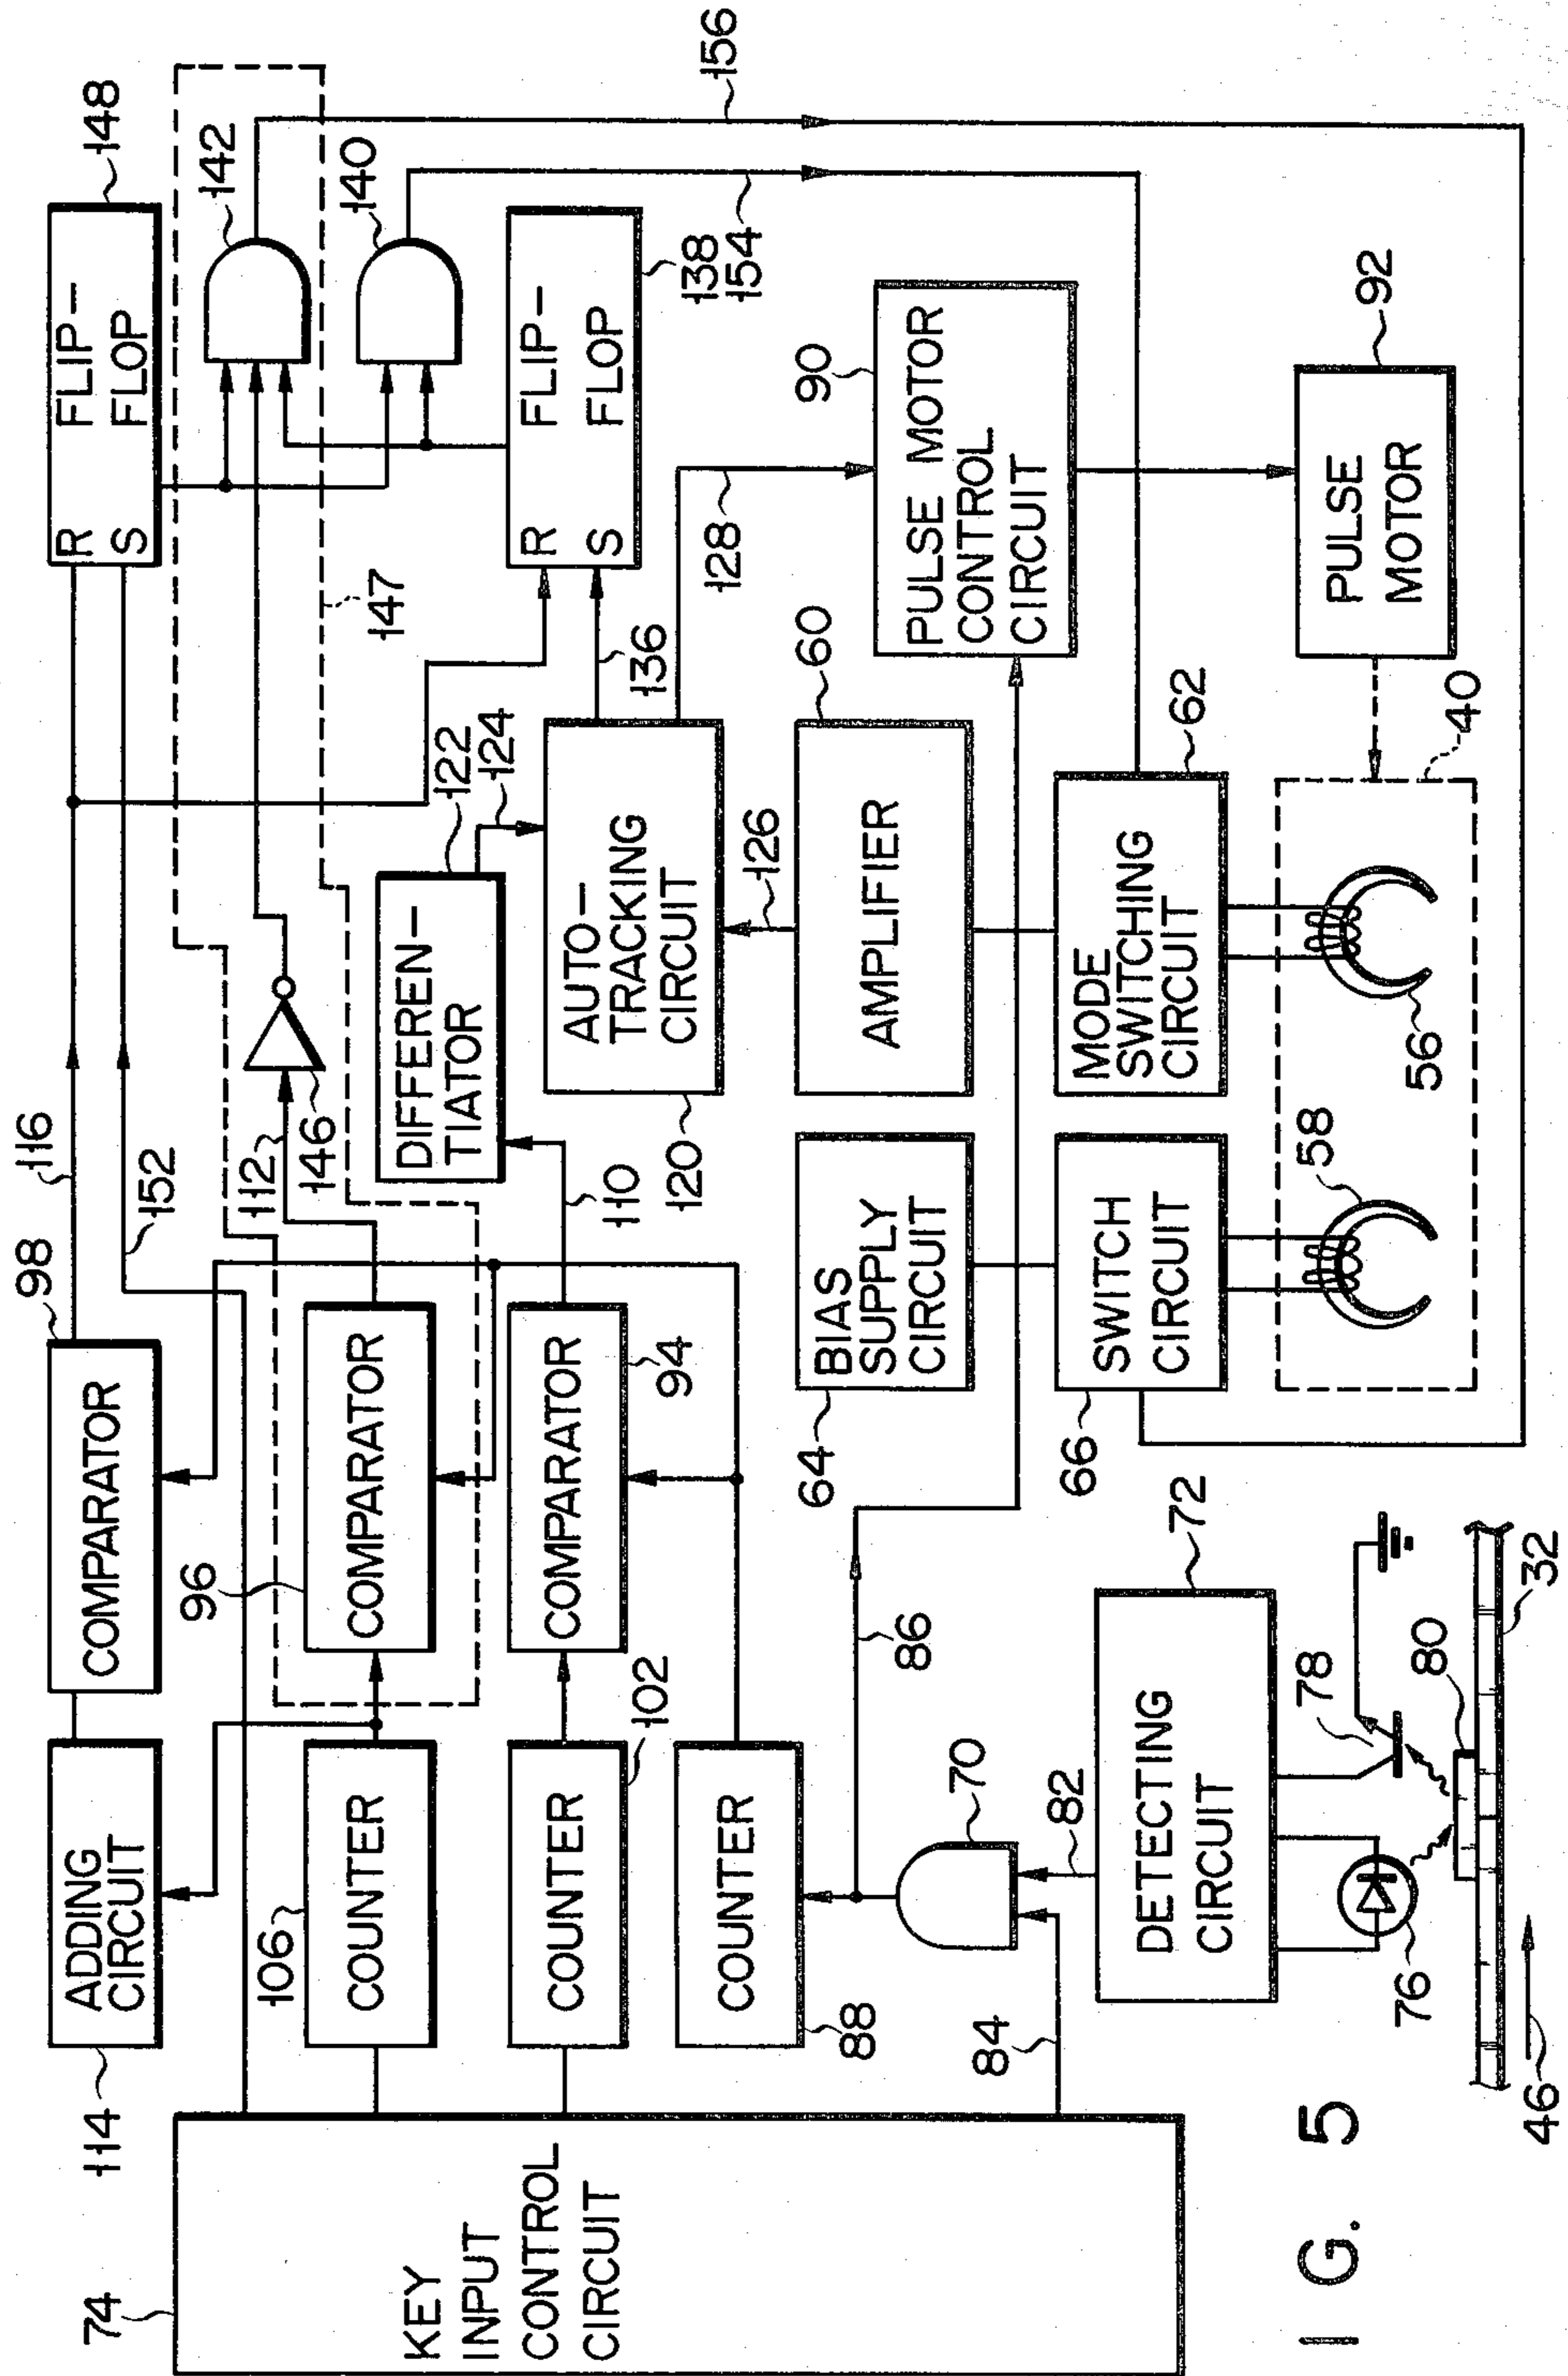 74
KEY
INPUT
CONTROL
CIRCUIT
114
ADDING
CIRCUIT
98
COMPARATOR
116
152
R
S
FLIP-
FLOP
148
106
COUNTER
96
COMPARATOR
112
146
147
142
140
156
COUNTER
102
COMPARATOR
94
110
DIFFEREN-
TIATOR
122
124
AUTO-
TRACKING
CIRCUIT
120
136
R
S
FLIP-
FLOP
138
154
128
COUNTER
88
86
84
70
82
64
BIAS
SUPPLY
CIRCUIT
AMPLIFIER
60
126
PULSE MOTOR
CONTROL
CIRCUIT
90
DETECTING
CIRCUIT
72
66
SWITCH
CIRCUIT
MODE
SWITCHING
CIRCUIT
62
PULSE
MOTOR
92
76
78
80
58
56
40
46
32
I G. 5